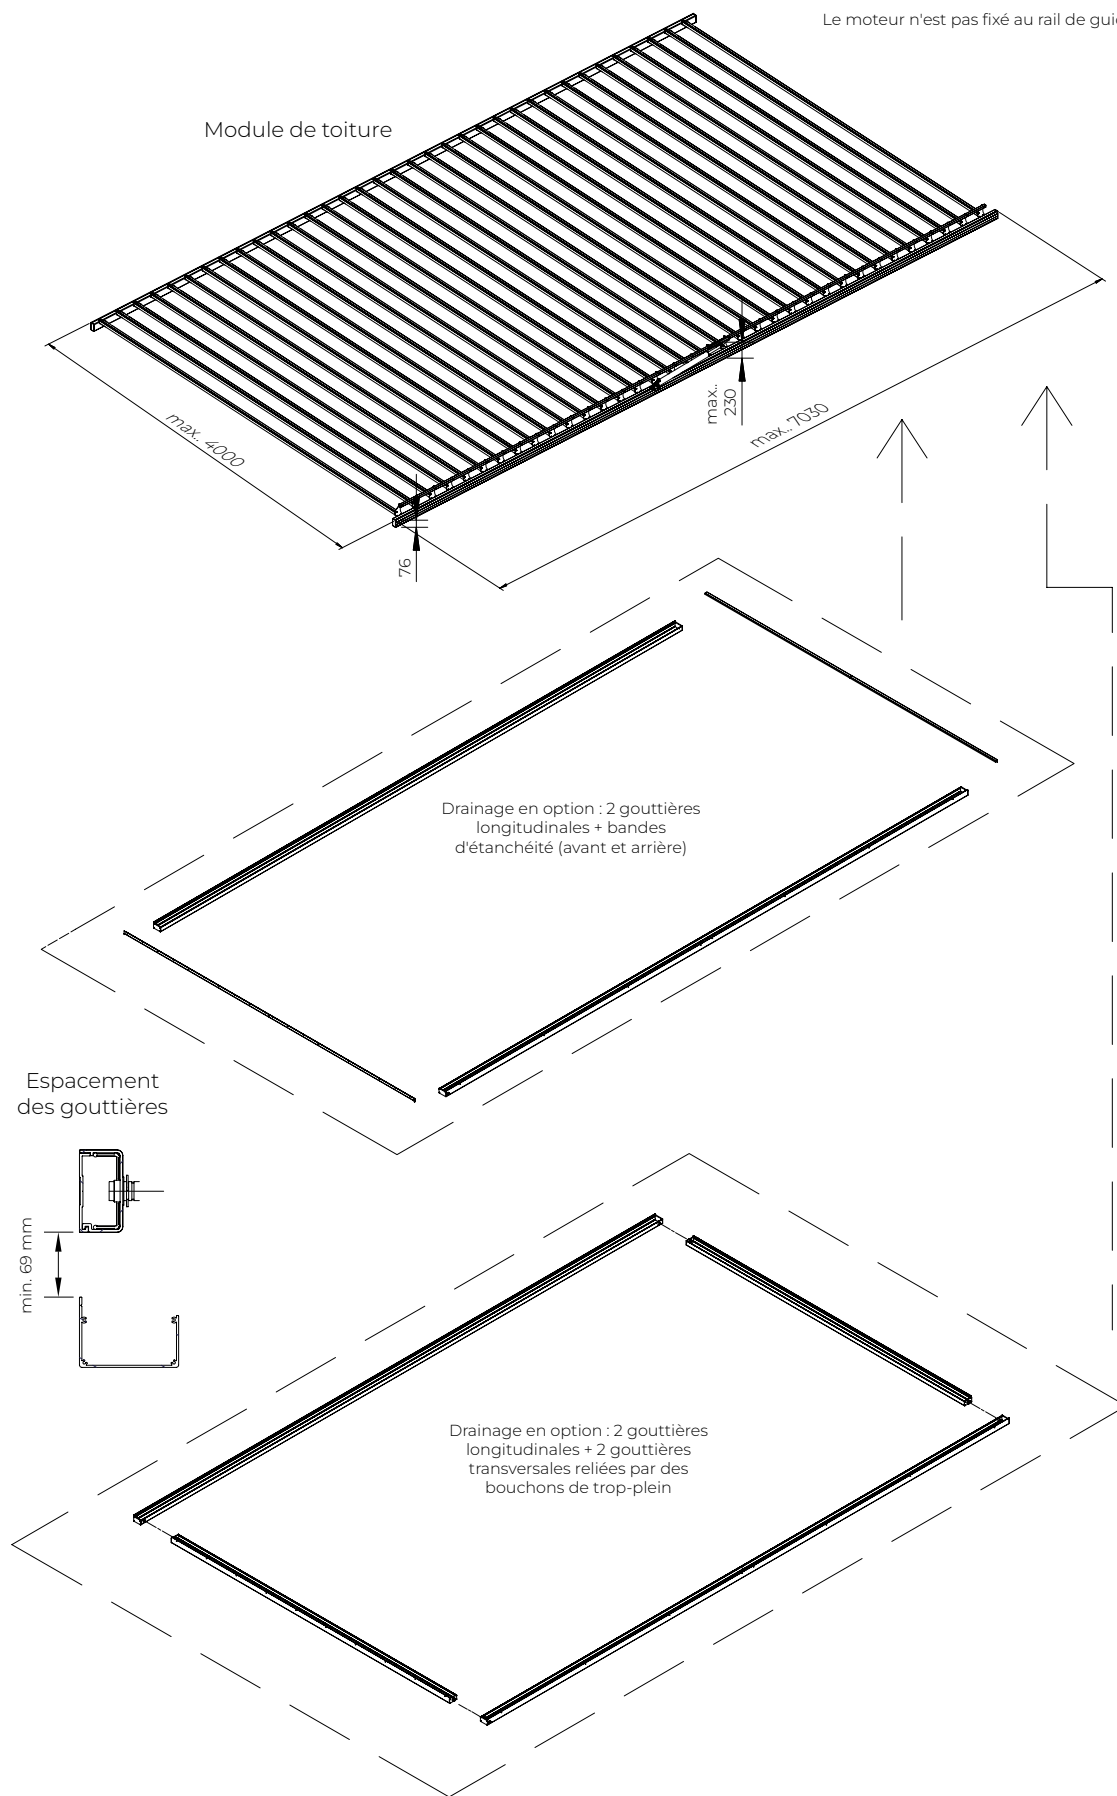 Le moteur n'est pas fixé au rail de
Module de toiture
max.. 4000
max..
230
max.. 7030
76
Drainage en option : 2 gouttières
longitudinales + bandes
d'étanchéité (avant et arrière)
Espacement
des gouttières
min. 69 mm
Drainage en option : 2 gouttières
longitudinales + 2 gouttières
transversales reliées par des
bouchons de trop-plein